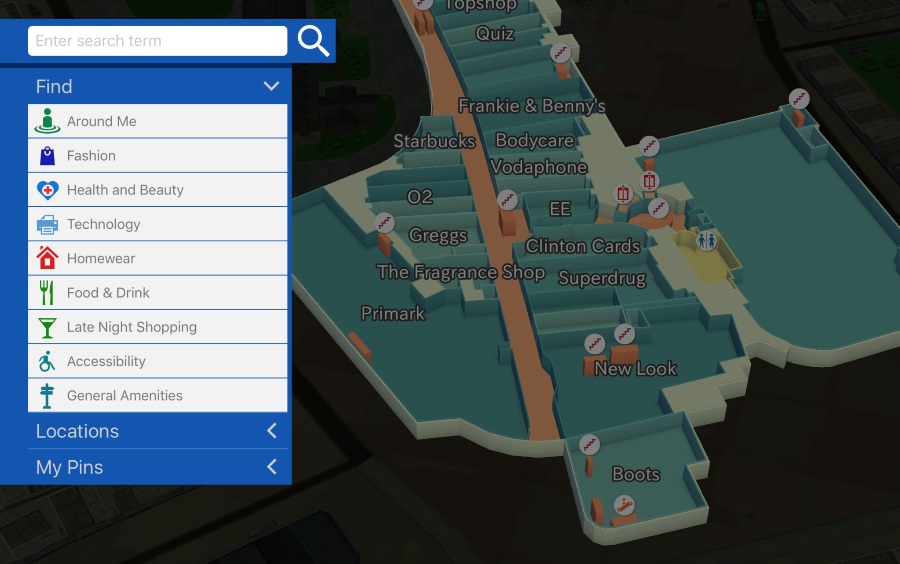 Enter search term
Find
Around Me
Fashion
Health and Beauty
Technology
Homewear
Food & Drink
Late Night Shopping
Accessibility
General Amenities
Locations
My Pins
Topshop
Quiz
Frankie & Benny's
Starbucks
Bodycare
Vodaphone
O2
EE
Greggs
Clinton Cards
The Fragrance Shop
Superdrug
Primark
New Look
Boots